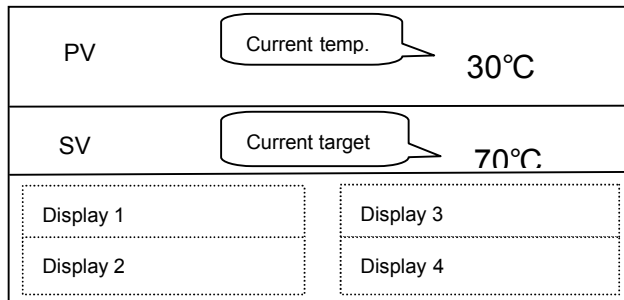 PV
Current temp.
30℃
SV
Current target
70℃
Display 1
Display 3
Display 2
Display 4